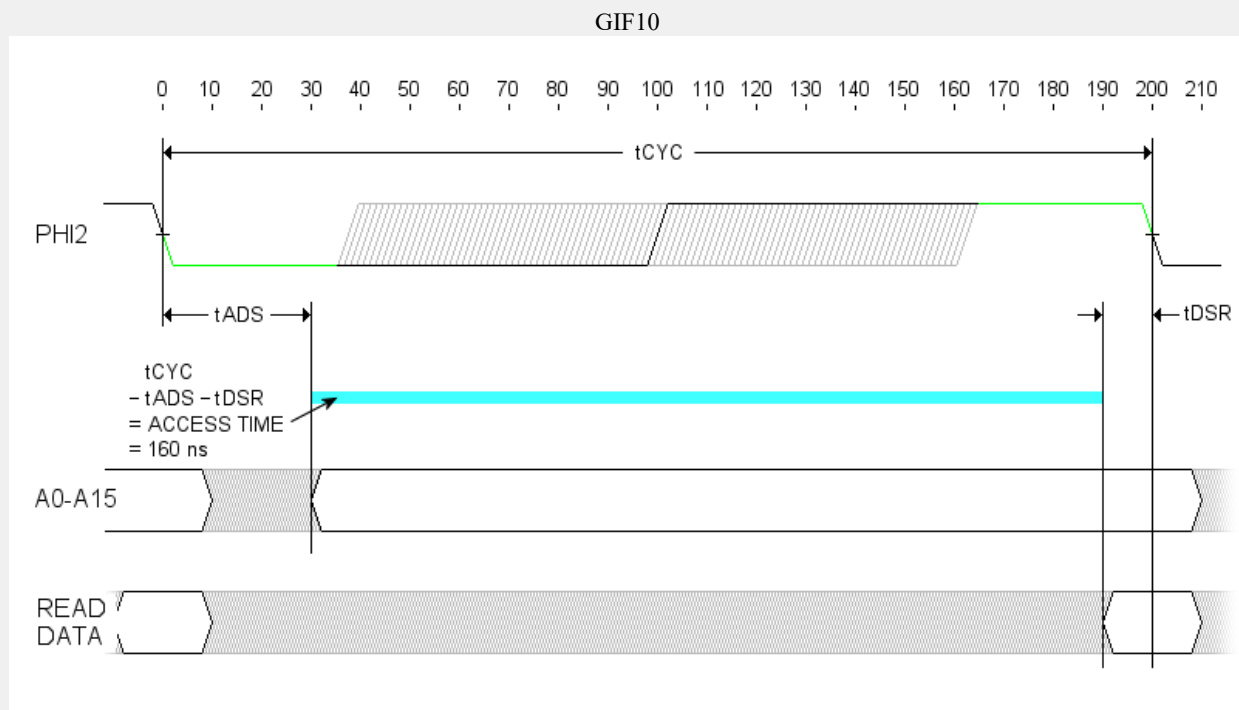 GIF10
0 10 20 30 40 50 60 70 80 90 100 110 120 130 140 150 160 170 180 190 200 210
tCYC
PHI2
tADS
tDSR
tCYC
– tADS – tDSR
= ACCESS TIME
= 160 ns
A0-A15
READ
DATA